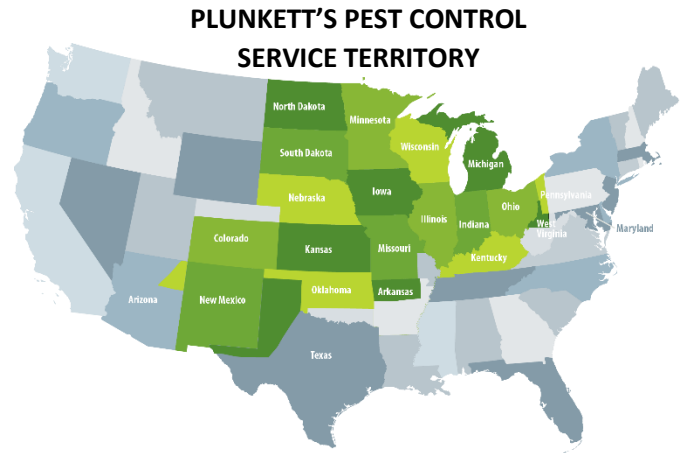 PLUNKETT'S PEST CONTROL
SERVICE TERRITORY
North Dakota
Minnesota
South Dakota
Wisconsin
Michigan
Nebraska
Iowa
Illinois
Indiana
Ohio
Pennsylvania
West
Virginia
Maryland
Colorado
Kansas
Missouri
Kentucky
Arizona
New Mexico
Oklahoma
Arkansas
Texas